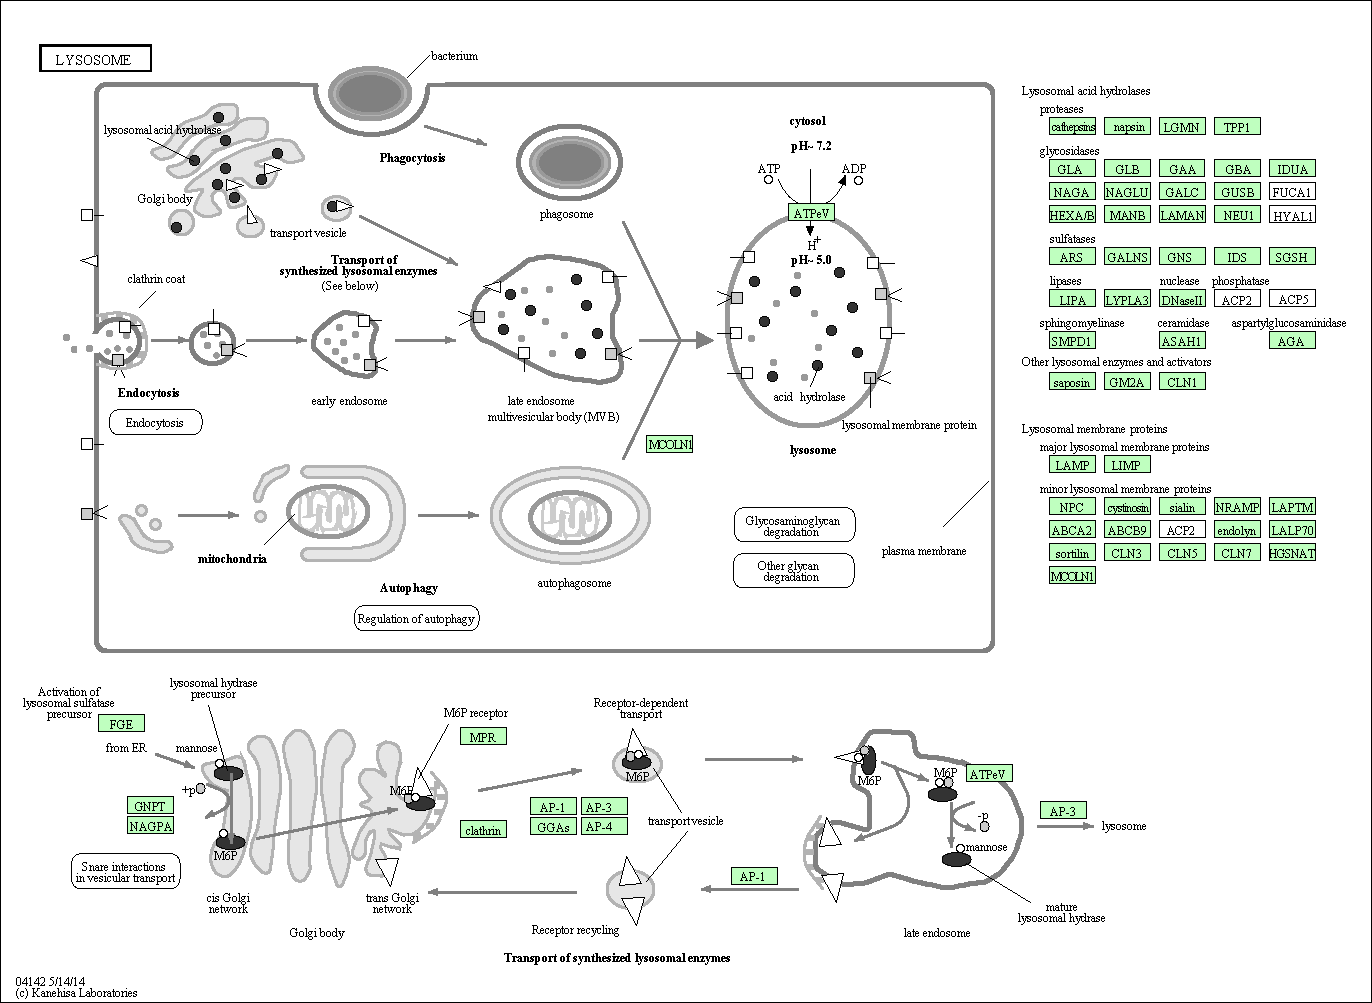 LYSOSOME
bacterium
lysosomal acid hydrolase
Phagocytosis
Golgi body
transport vesicle
phagosome
Transport of
synthesized lysosomal enzymes
(See below)
clathrin coat
Endocytosis
Endocytosis
early endosome
late endosome
multivesicular body (MVB)
MCOLN1
cytosol
pH~ 7.2
ATP
ADP
ATPeV
H+
pH~ 5.0
acid hydrolase
lysosomal membrane protein
lysosome
mitochondria
Autophagy
Regulation of autophagy
autophagosome
Glycosaminoglycan
degradation
Other glycan
degradation
plasma membrane
Lysosomal acid hydrolases
proteases
cathepsins napsin LGMN TPP1
glycosidases
GLA GLB GAA GBA IDUA
NAGA NAGLU GALC GUSB FUCA1
HEXA/B MANB LAMAN NEU1 HYAL1
sulfatases
ARS GALNS GNS IDS SGSH
lipases nuclease phosphatase
LIPA LYPLA3 DNaseII ACP2 ACP5
sphingomyelinase ceramidase aspartylglucosaminidase
SMPD1 ASAH1 AGA
Other lysosomal enzymes and activators
saposin GM2A CLN1
Lysosomal membrane proteins
major lysosomal membrane proteins
LAMP LIMP
minor lysosomal membrane proteins
NPC cystinosin sialin NRAMP LAPTM
ABCA2 ABCB9 ACP2 endolyn LALP70
sortilin CLN3 CLN5 CLN7 HGSNAT
MCOLN1
Activation of
lysosomal sulfatase
precursor
FGE
from ER
lysosomal hydrase
precursor
mannose
+p
GNPT
NAGPA
M6P
Snare interactions
in vesicular transport
cis Golgi
network
Golgi body
trans Golgi
network
M6P receptor
MPR
M6P
clathrin
Receptor-dependent
transport
M6P
AP-1 AP-3
GGAs AP-4
transport vesicle
Receptor recycling
AP-1
M6P
M6P
ATPeV
-p
mannose
AP-3
lysosome
mature
lysosomal hydrase
late endosome
Transport of synthesized lysosomal enzymes
04142 5/14/14
(c) Kanehisa Laboratories